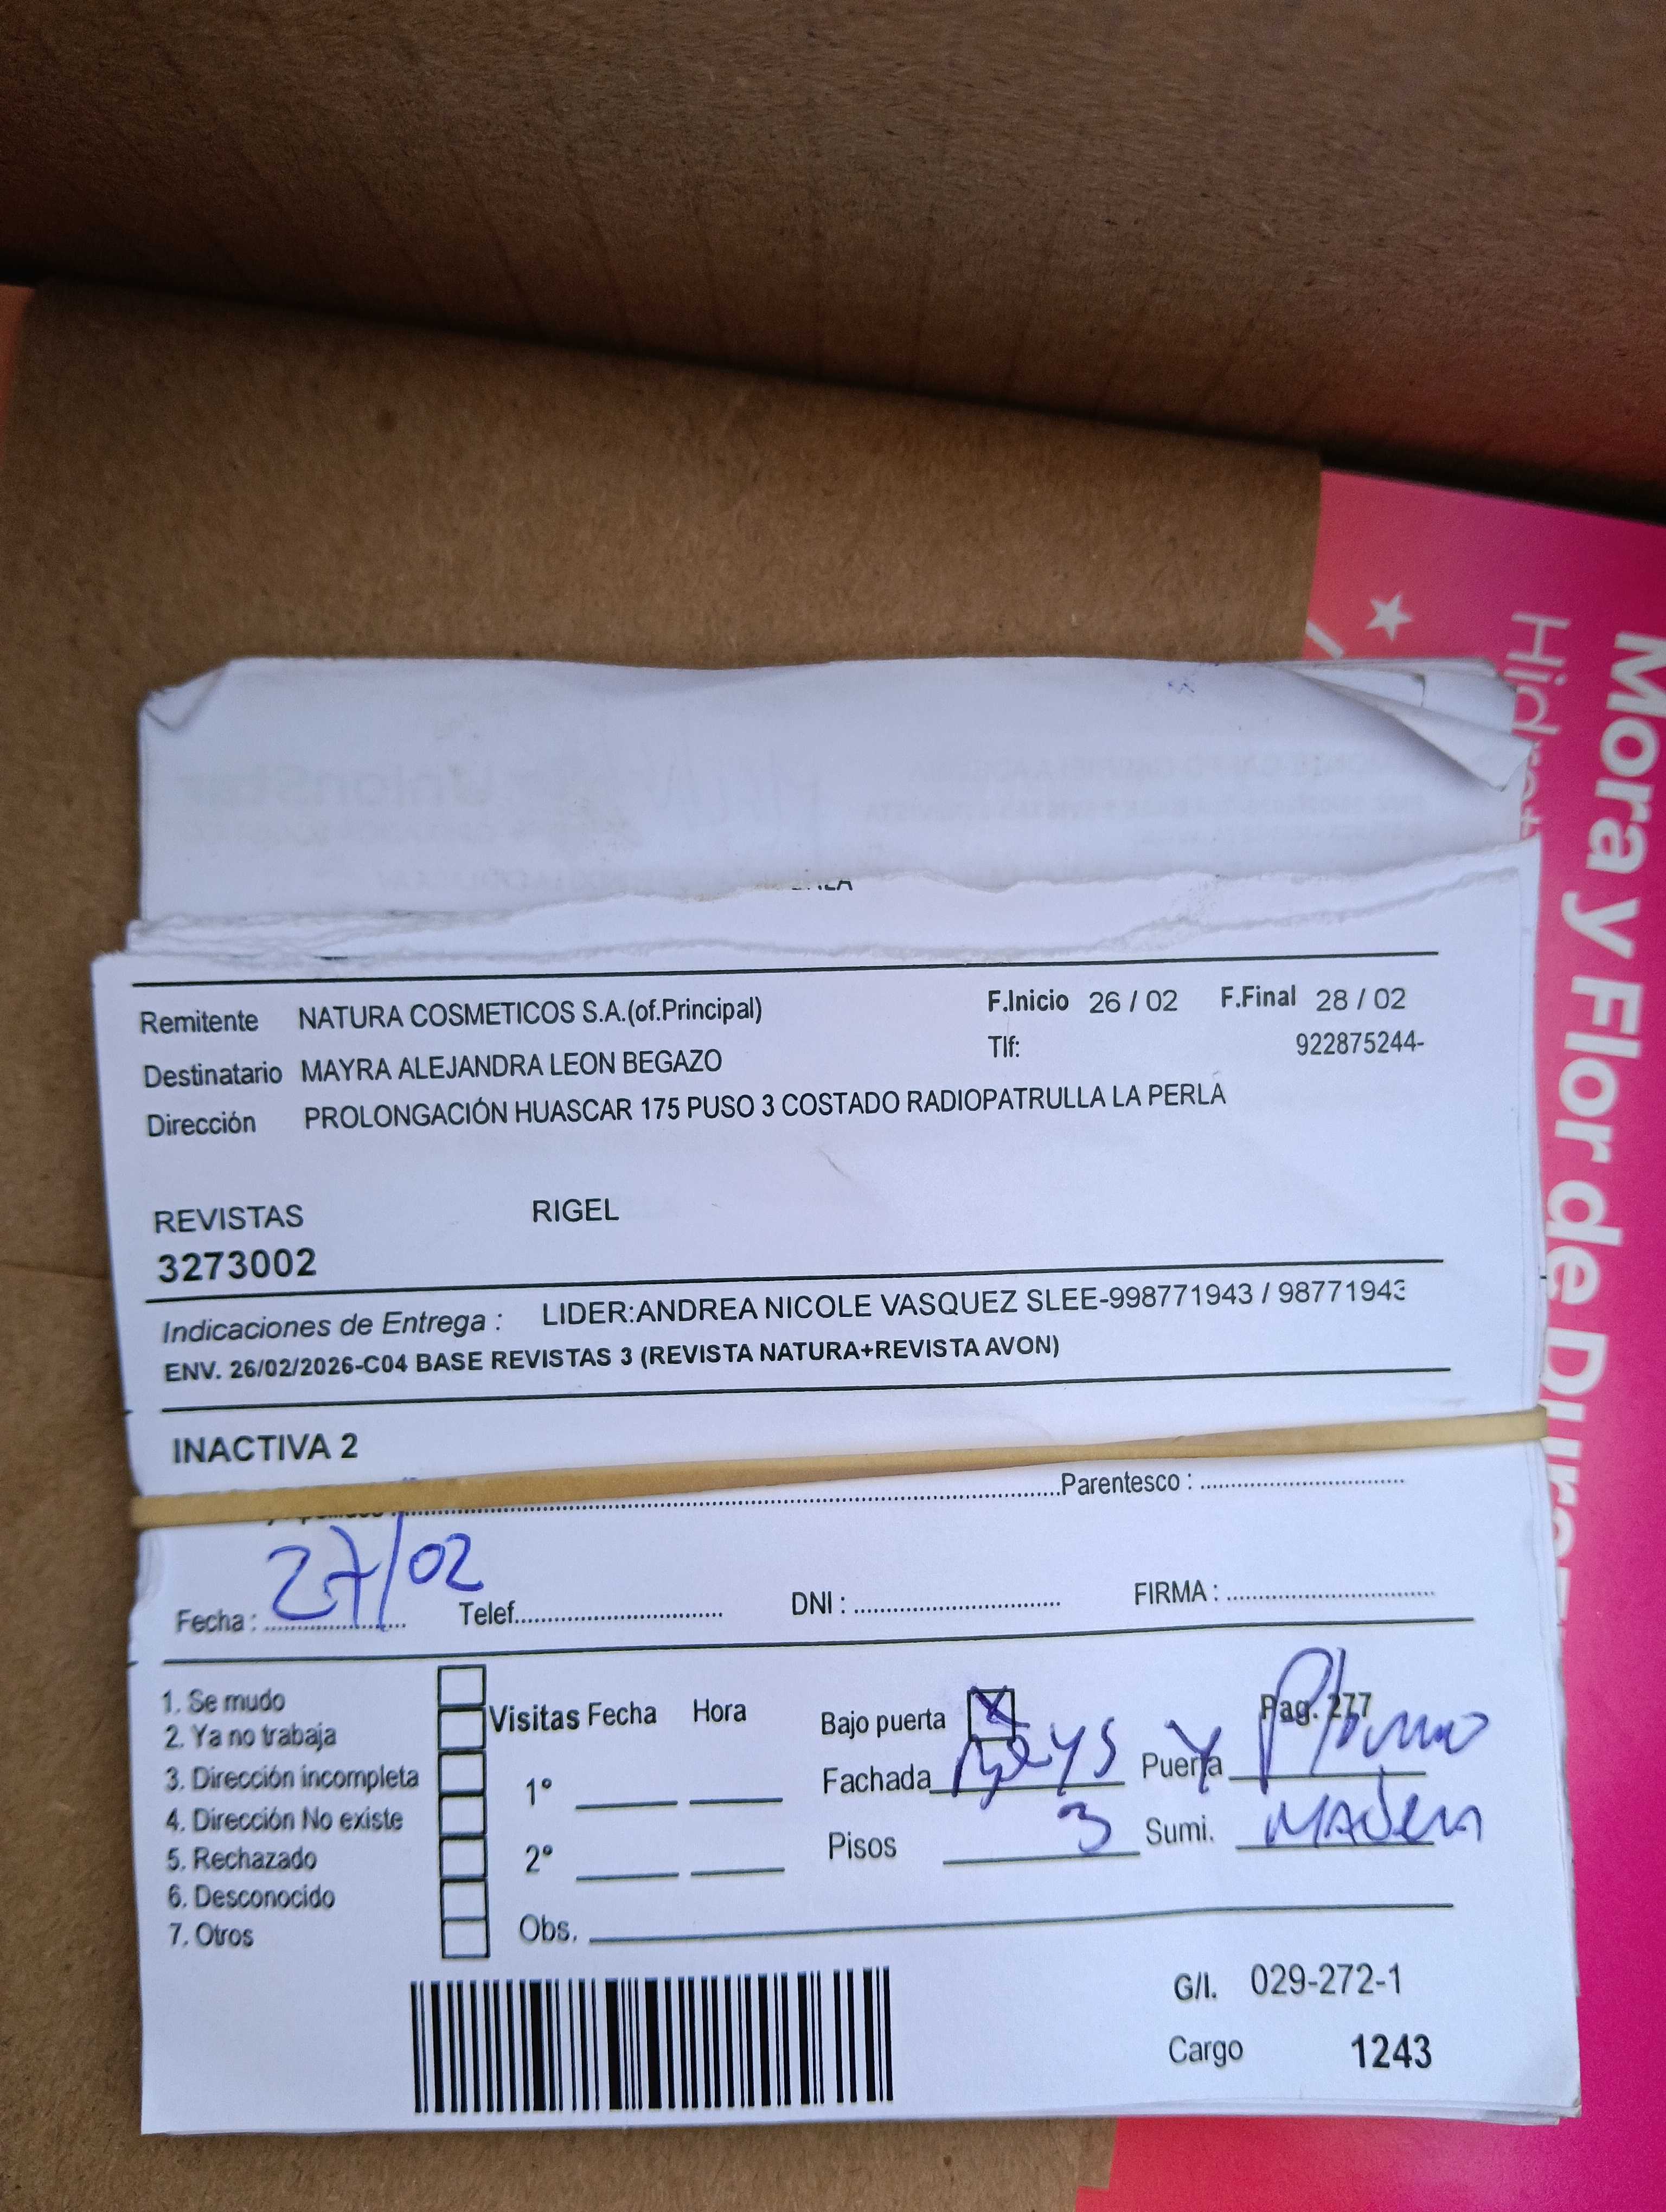 Remitente NATURA COSMETICOS S.A.(of.Principal) F.Inicio 26 / 02 F.Final 28 / 02
Destinatario MAYRA ALEJANDRA LEON BEGAZO Tlf: 922875244-
Dirección PROLONGACIÓN HUASCAR 175 PUSO 3 COSTADO RADIOPATRULLA LA PERLA
REVISTAS RIGEL
3273002
Indicaciones de Entrega : LIDER:ANDREA NICOLE VASQUEZ SLEE-998771943 / 98771943
ENV. 26/02/2026-C04 BASE REVISTAS 3 (REVISTA NATURA+REVISTA AVON)
INACTIVA 2
Parentesco :
27/02
Fecha : Telef. DNI : FIRMA :
1. Se mudo
2. Ya no trabaja
3. Dirección incompleta
4. Dirección No existe
5. Rechazado
6. Desconocido
7. Otros
Visitas Fecha Hora
1°
2°
Obs.
Bajo puerta X Pag. 277
Fachada Puerta
Pisos 3 Sumi. MADERA
G/I. 029-272-1
Cargo 1243
Mora y Flor de